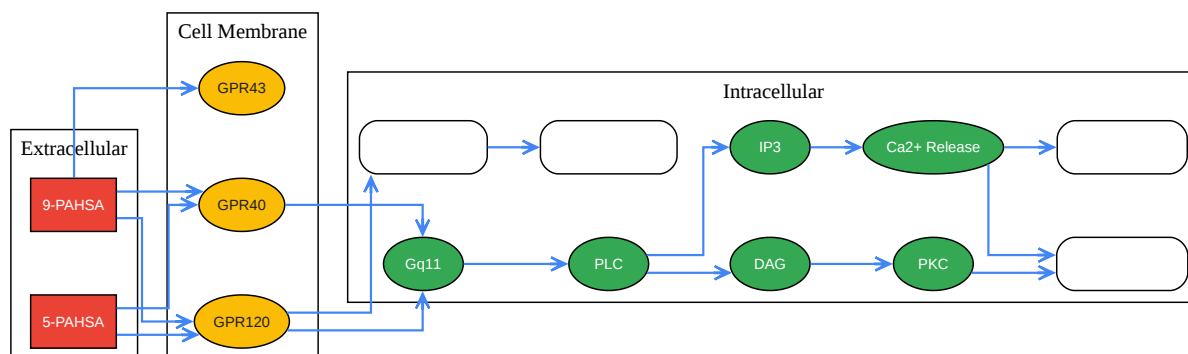 Cell Membrane
GPR43
Intracellular
Extracellular
IP3
Ca2+ Release
9-PAHSA
GPR40
Gq11
PLC
DAG
PKC
5-PAHSA
GPR120